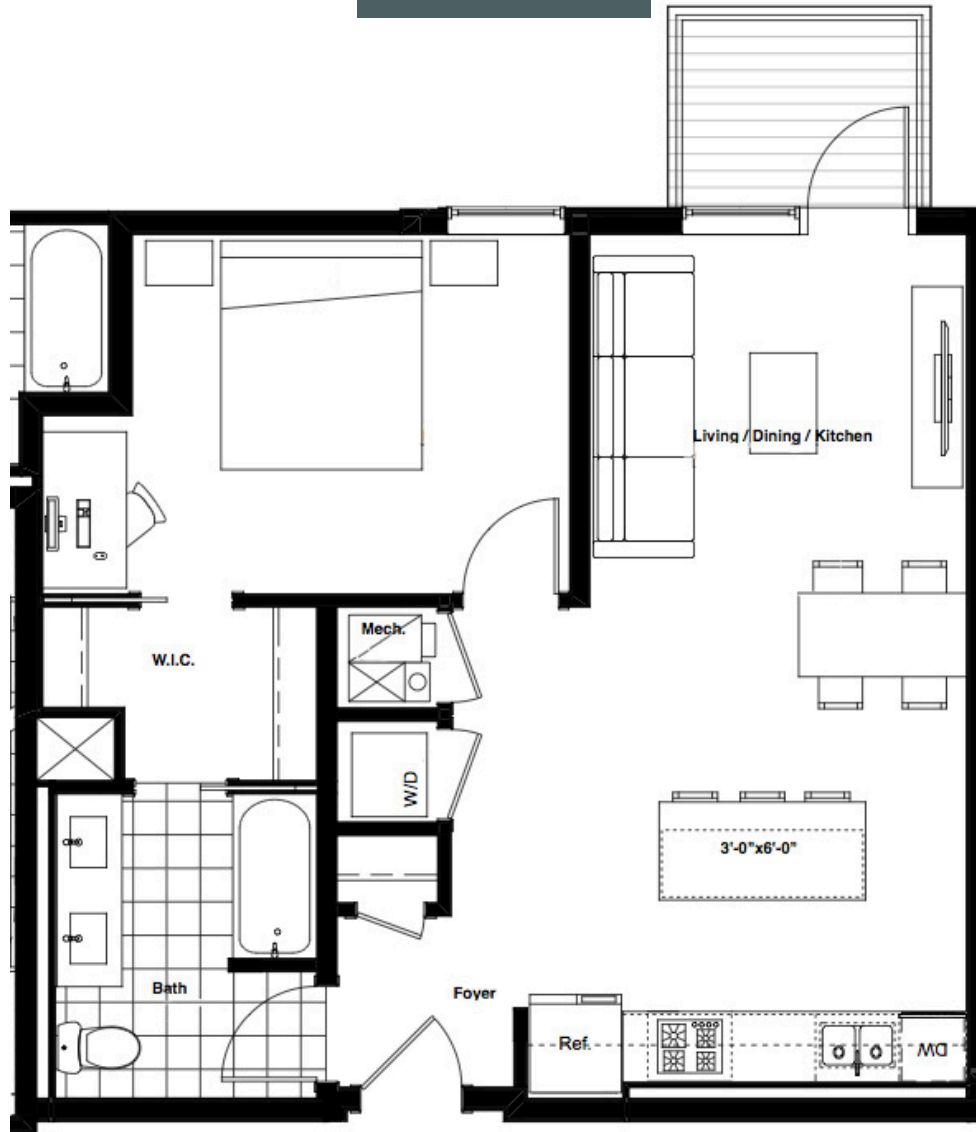 Living / Dining / Kitchen
Mech.
W.I.C.
W/D
3'-0"x6'-0"
Bath
Foyer
Ref.
DW